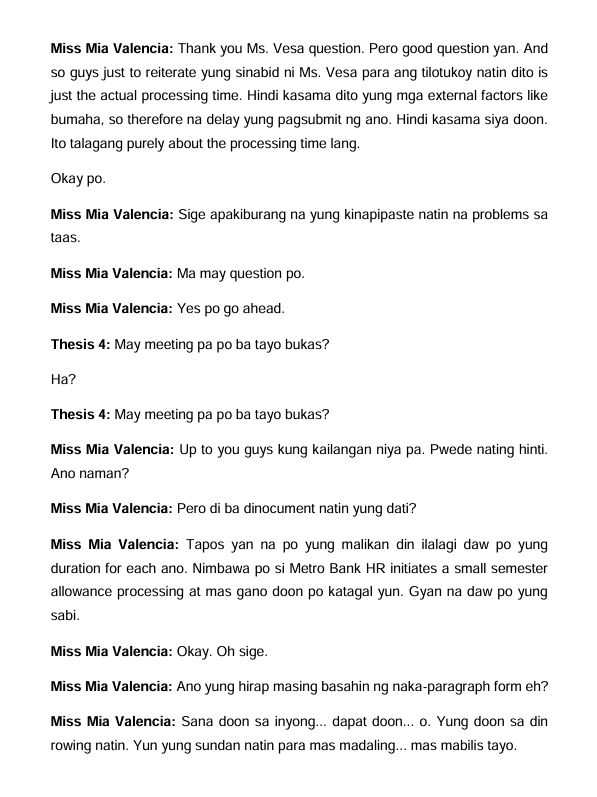 Miss Mia Valencia: Thank you Ms. Vesa question. Pero good question yan. And
so guys just to reiterate yung sinabid ni Ms. Vesa para ang tilotukoy natin dito is
just the actual processing time. Hindi kasama dito yung mga external factors like
bumaha, so therefore na delay yung pagsubmit ng ano. Hindi kasama siya doon.
Ito talagang purely about the processing time lang.
Okay po.
Miss Mia Valencia: Sige apakiburang na yung kinapipaste natin na problems sa
taas.
Miss Mia Valencia: Ma may question po.
Miss Mia Valencia: Yes po go ahead.
Thesis 4: May meeting pa po ba tayo bukas?
Ha?
Thesis 4: May meeting pa po ba tayo bukas?
Miss Mia Valencia: Up to you guys kung kailangan niya pa. Pwede nating hinti.
Ano naman?
Miss Mia Valencia: Pero di ba dinocument natin yung dati?
Miss Mia Valencia: Tapos yan na po yung malikan din ilalagi daw po yung
duration for each ano. Nimbawa po si Metro Bank HR initiates a small semester
allowance processing at mas gano doon po katagal yun. Gyan na daw po yung
sabi.
Miss Mia Valencia: Okay. Oh sige.
Miss Mia Valencia: Ano yung hirap masing basahin ng naka-paragraph form eh?
Miss Mia Valencia: Sana doon sa inyong... dapat doon... o. Yung doon sa din
rowing natin. Yun yung sundan natin para mas madaling... mas mabilis tayo.